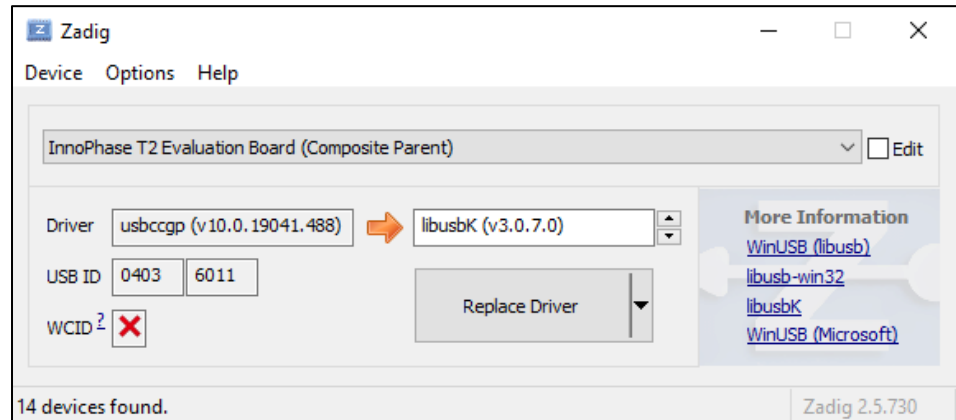 Zadig
Device Options Help
InnoPhase T2 Evaluation Board (Composite Parent) Edit
Driver usbccgp (v10.0.19041.488) libusbK (v3.0.7.0)
USB ID 0403 6011
WCID ?
Replace Driver
More Information
WinUSB (libusb)
libusb-win32
libusbK
WinUSB (Microsoft)
14 devices found. Zadig 2.5.730